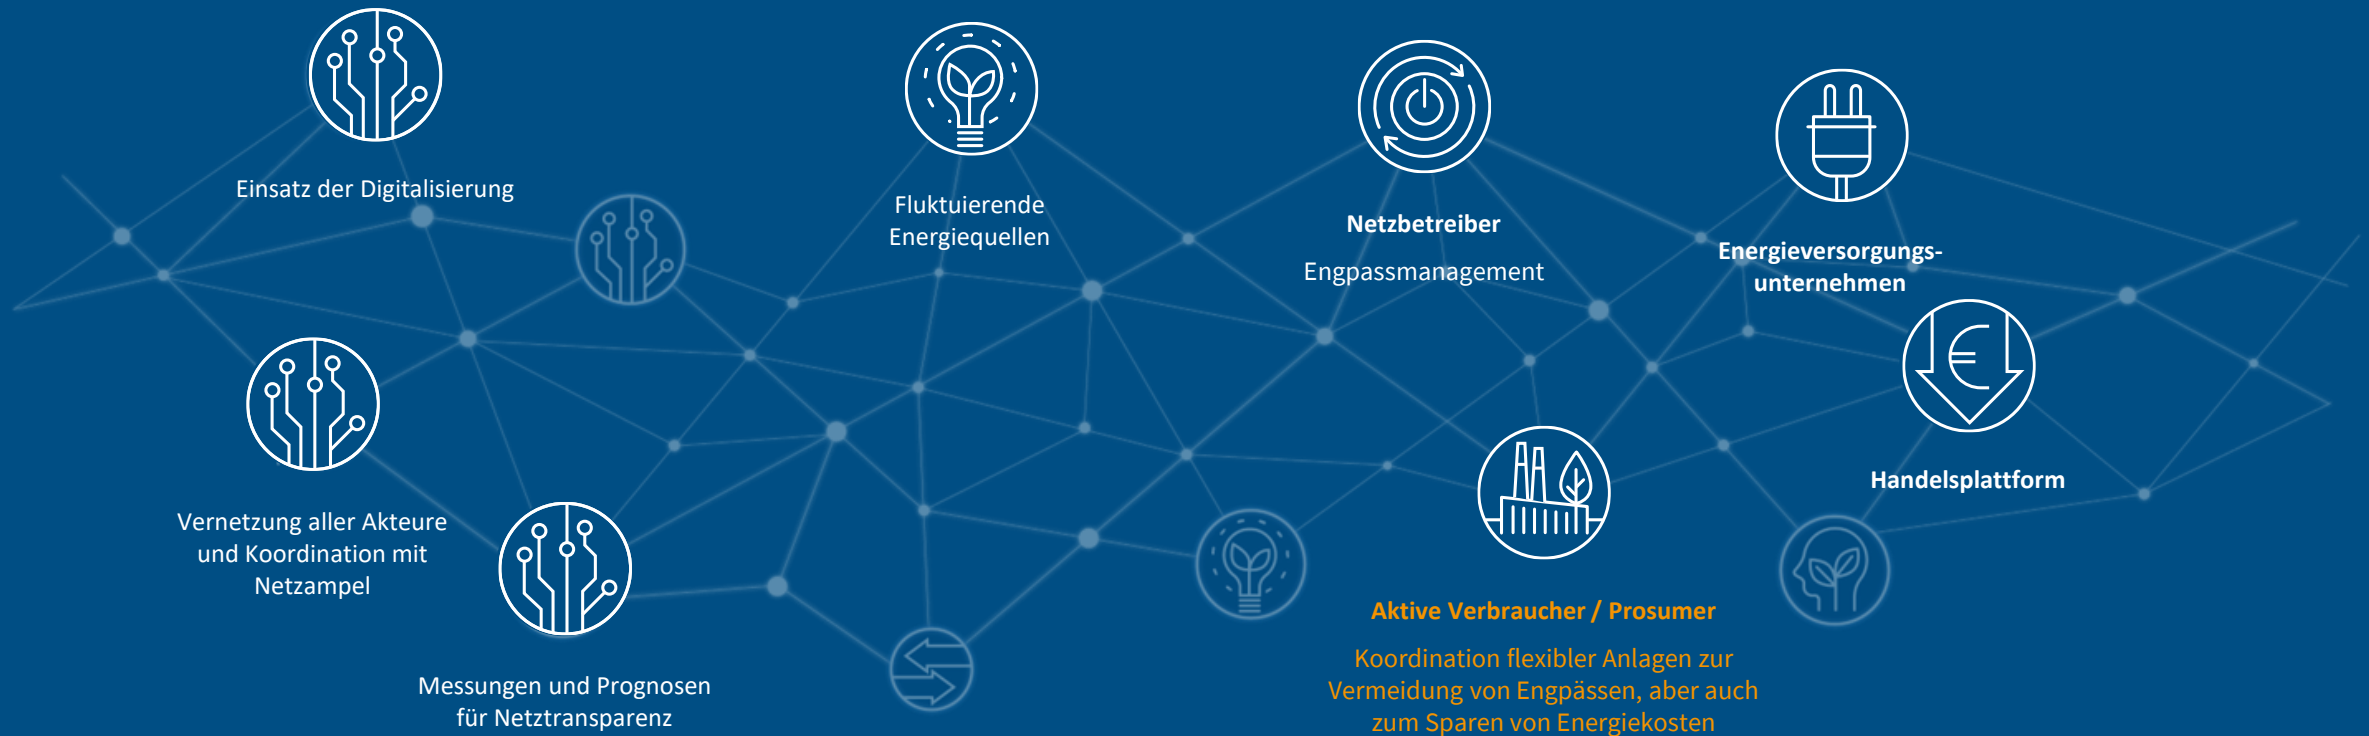 Einsatz der Digitalisierung
Fluktuierende
Energiequellen
Netzbetreiber
Engpassmanagement
Energieversorgungs-
unternehmen
€
Handelsplattform
Vernetzung aller Akteure
und Koordination mit
Netzampel
Messungen und Prognosen
für Netztransparenz
Aktive Verbraucher / Prosumer
Koordination flexibler Anlagen zur
Vermeidung von Engpässen, aber auch
zum Sparen von Energiekosten